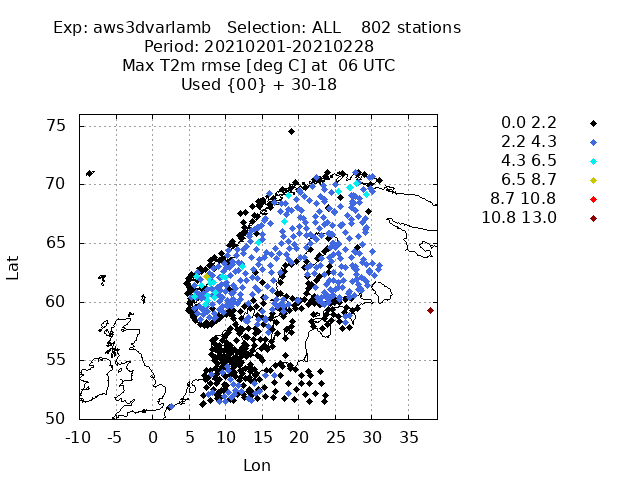 Exp: aws3dvarlamb   Selection: ALL    802 stations
Period: 20210201-20210228
Max T2m rmse [deg C] at  06 UTC
Used {00} + 30-18
0.0 2.2
2.2 4.3
4.3 6.5
6.5 8.7
8.7 10.8
10.8 13.0
75
70
65
60
55
50
Lat
-10 -5 0 5 10 15 20 25 30 35
Lon